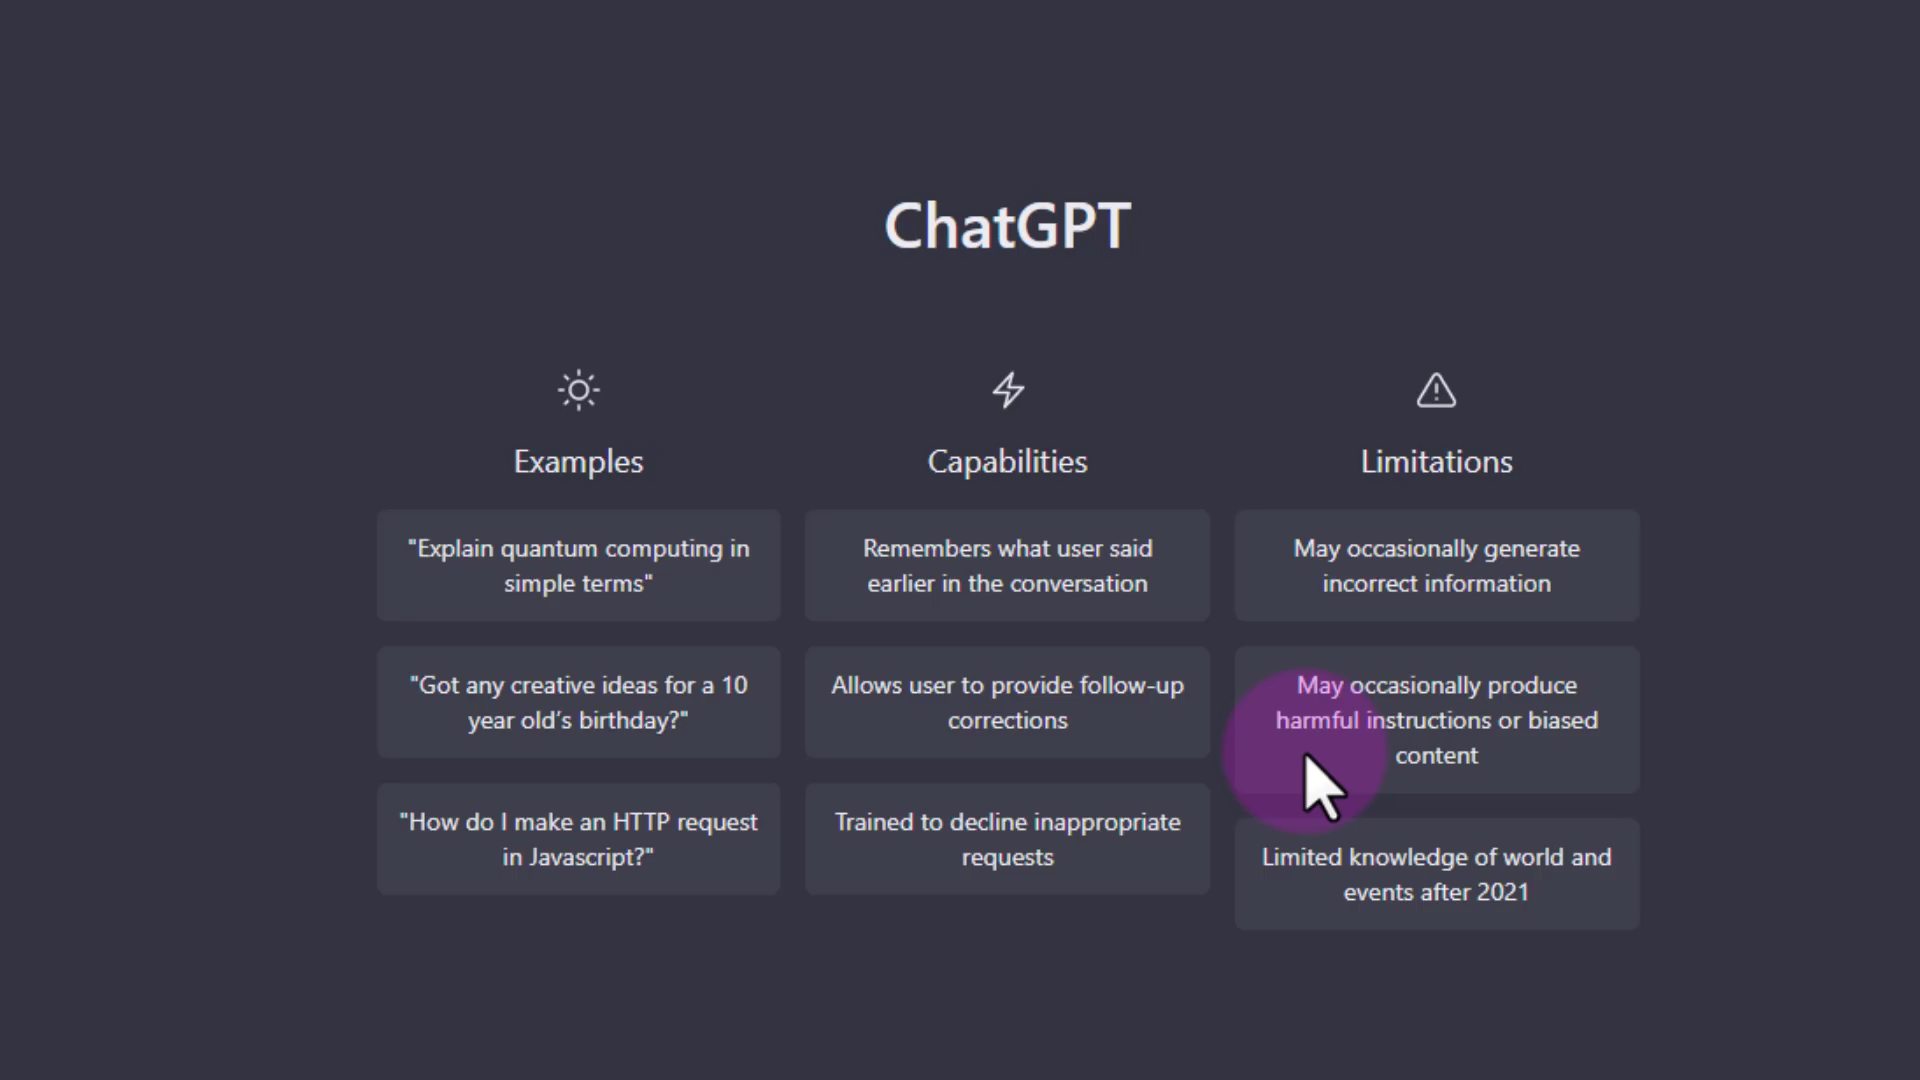 ChatGPT
Examples
"Explain quantum computing in
simple terms"
"Got any creative ideas for a 10
year old’s birthday?"
"How do I make an HTTP request
in Javascript?"
Capabilities
Remembers what user said
earlier in the conversation
Allows user to provide follow-up
corrections
Trained to decline inappropriate
requests
Limitations
May occasionally generate
incorrect information
May occasionally produce
harmful instructions or biased
content
Limited knowledge of world and
events after 2021